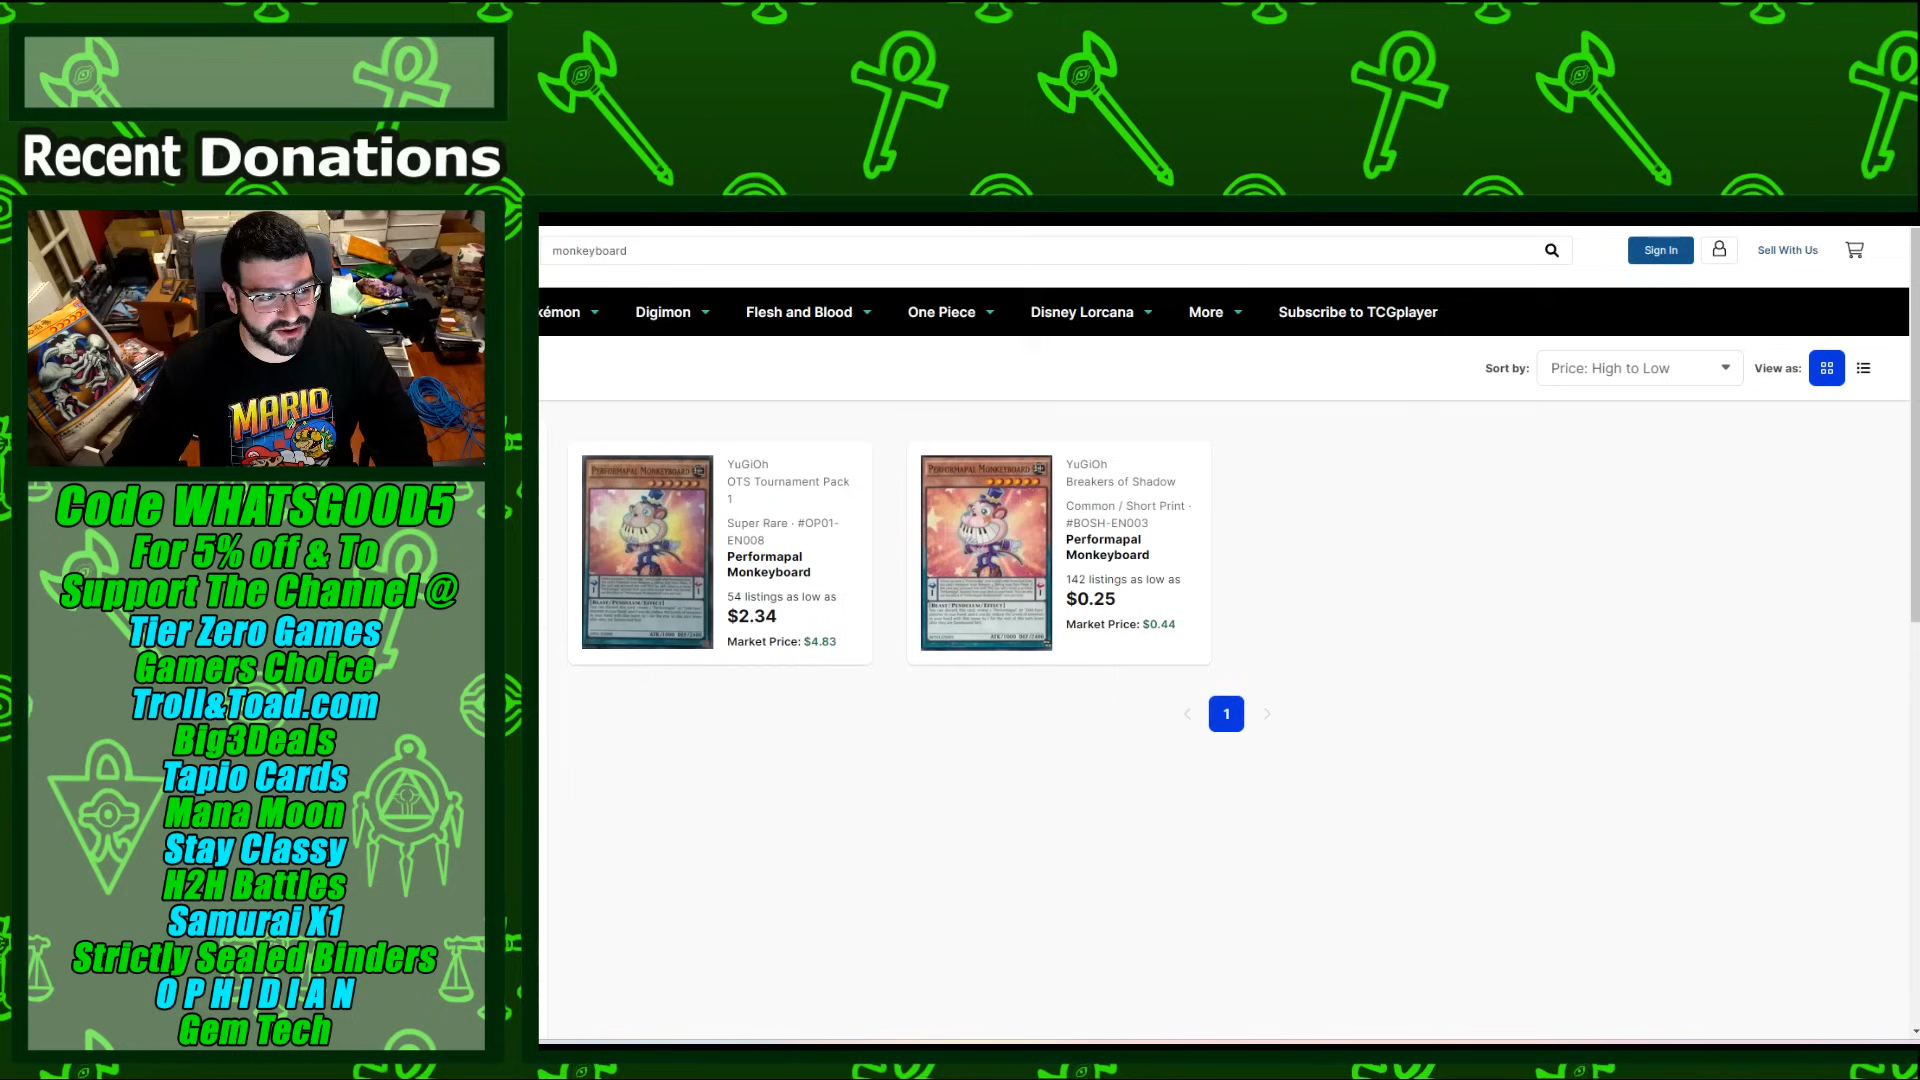 Recent Donations
MARIO
Code WHATSGOOD5
For 5% off & To
Support The Channel @
Tier Zero Games
Gamers Choice
Troll&Toad.com
Big3Deals
Tapio Cards
Mana Moon
Stay Classy
H2H Battles
Samurai X1
Strictly Sealed Binders
O P H I D I A N
Gem Tech
monkeyboard
Sign In
Sell With Us
kémon
Digimon
Flesh and Blood
One Piece
Disney Lorcana
More
Subscribe to TCGplayer
Sort by:
Price: High to Low
View as:
PERFORMAPAL MONKEYBOARD
YuGiOh
OTS Tournament Pack
1
Super Rare · #OP01-
EN008
Performapal
Monkeyboard
54 listings as low as
$2.34
Market Price: $4.83
PERFORMAPAL MONKEYBOARD
YuGiOh
Breakers of Shadow
Common / Short Print ·
#BOSH-EN003
Performapal
Monkeyboard
142 listings as low as
$0.25
Market Price: $0.44
1